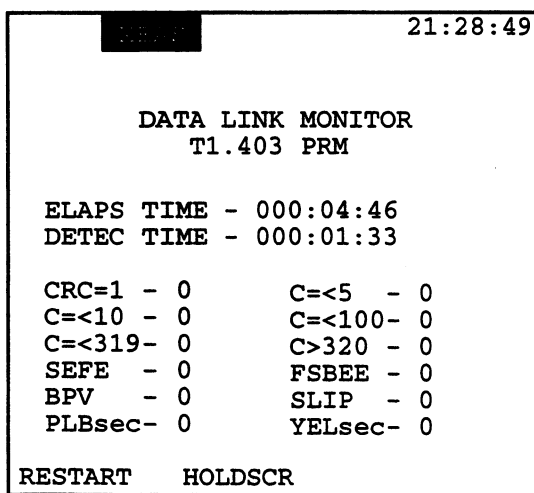 21:28:49
DATA LINK MONITOR
T1.403 PRM
ELAPS TIME - 000:04:46
DETEC TIME - 000:01:33
CRC=1 - 0 C=<5 - 0
C=<10 - 0 C=<100- 0
C=<319- 0 C>320 - 0
SEFE - 0 FSBEE - 0
BPV - 0 SLIP - 0
PLBsec- 0 YELsec- 0
RESTART HOLDSCR